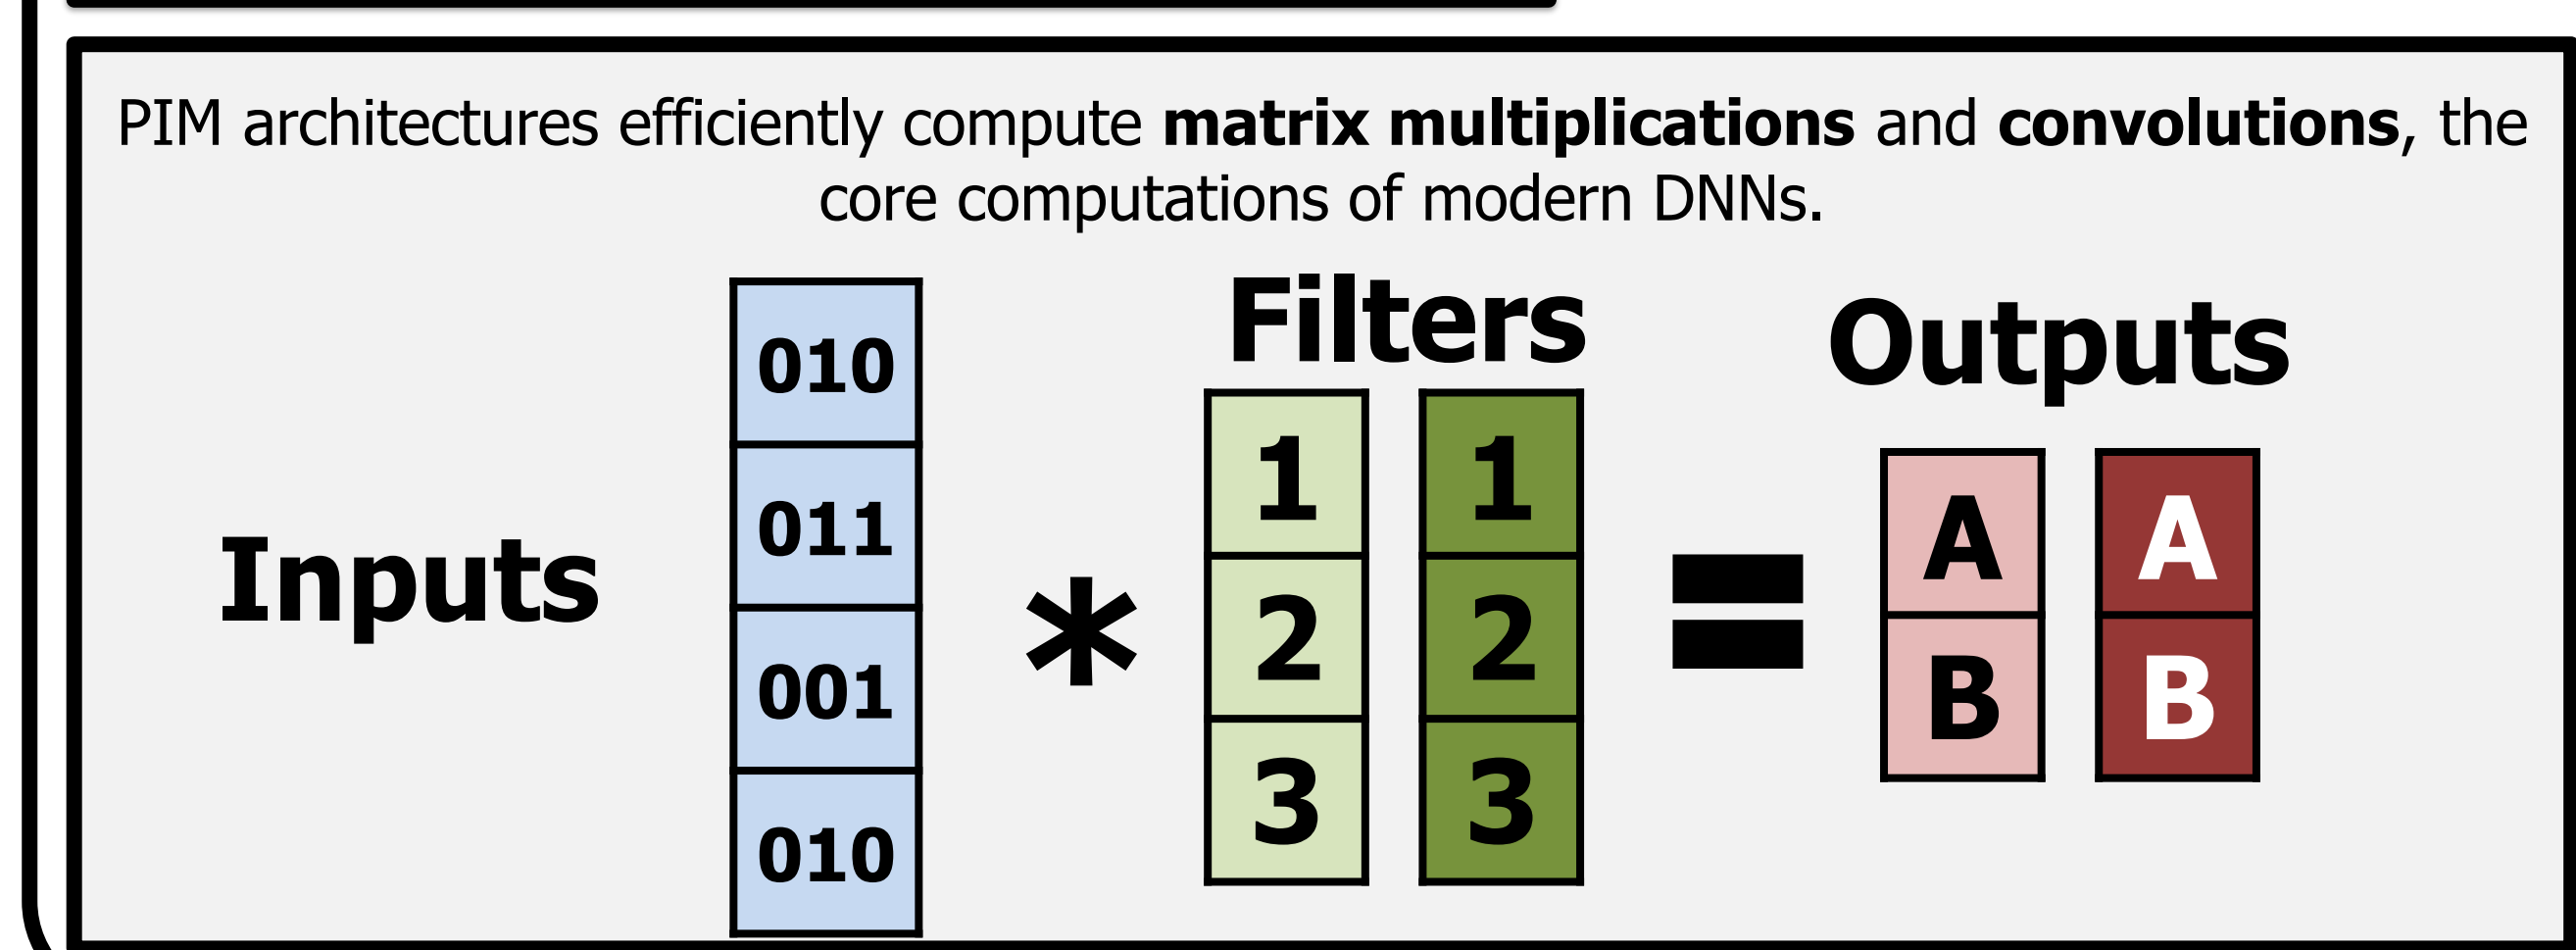 PIM architectures efficiently compute matrix multiplications and convolutions, the
core computations of modern DNNs.
Inputs
010
011
001
010
*
Filters
1 1
2 2
3 3
=
Outputs
A A
B B